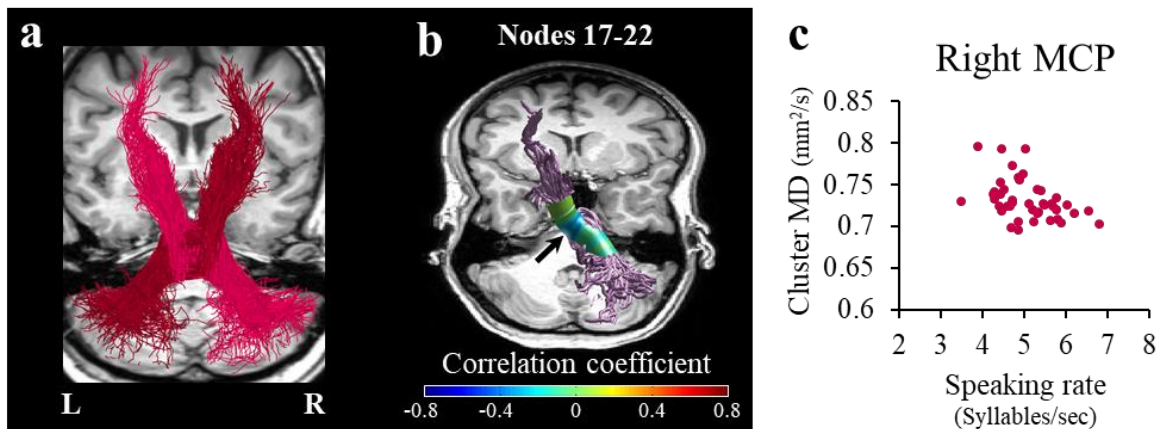 a
L
R
b
Nodes 17-22
Correlation coefficient
-0.8 -0.4 0 0.4 0.8
c
Right MCP
Cluster MD (mm²/s)
0.85
0.8
0.75
0.7
0.65
0.6
2 3 4 5 6 7 8
Speaking rate
(Syllables/sec)